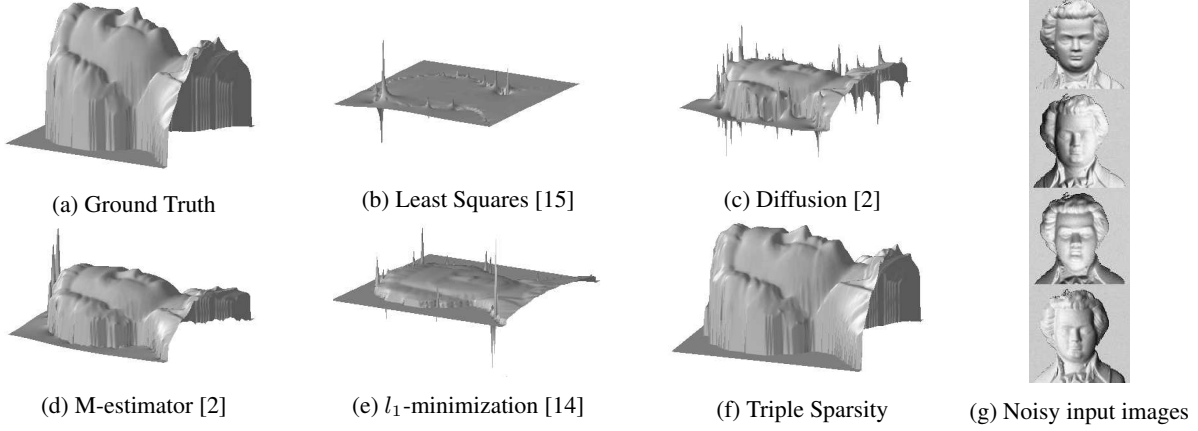 (a) Ground Truth
(b) Least Squares [15]
(c) Diffusion [2]
(d) M-estimator [2]
(e) l₁-minimization [14]
(f) Triple Sparsity
(g) Noisy input images